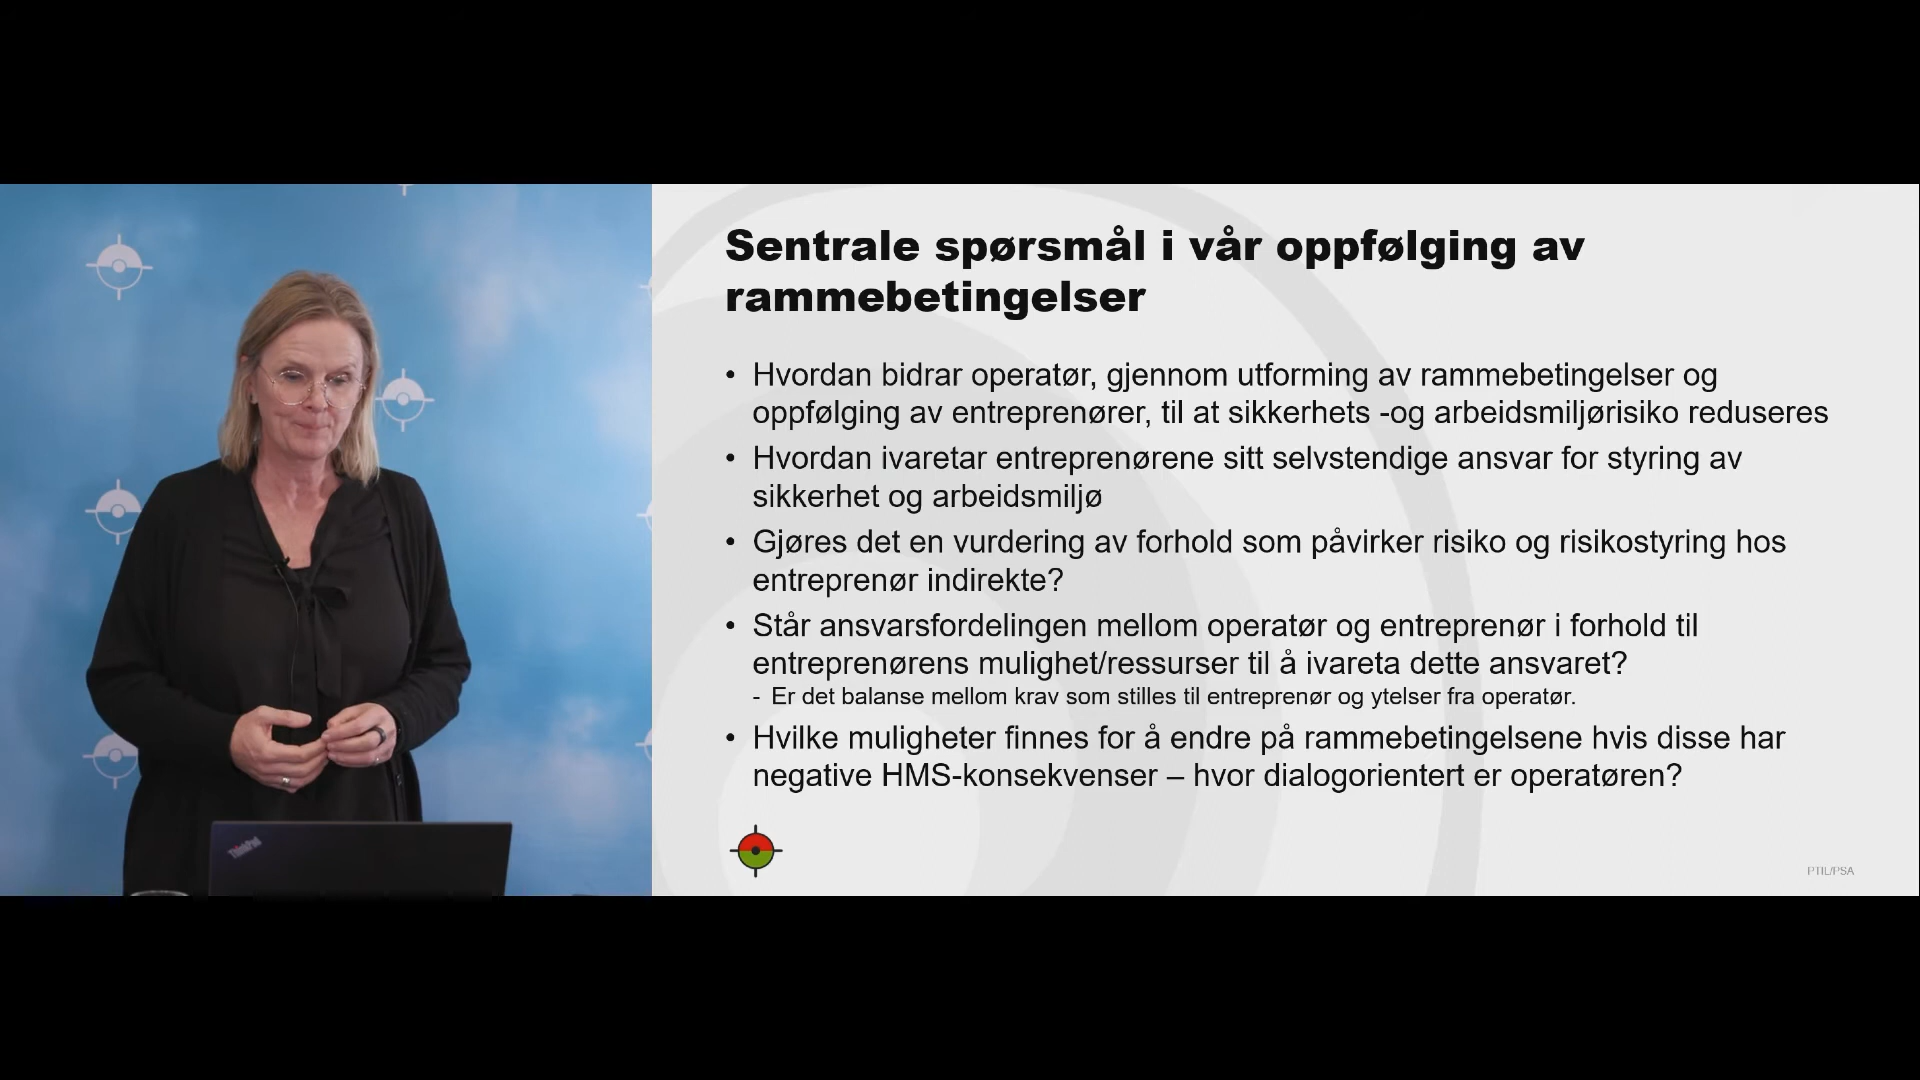 Sentrale spørsmål i vår oppfølging av
rammebetingelser
• Hvordan bidrar operatør, gjennom utforming av rammebetingelser og
oppfølging av entreprenører, til at sikkerhets -og arbeidsmiljørisiko reduseres
• Hvordan ivaretar entreprenørene sitt selvstendige ansvar for styring av
sikkerhet og arbeidsmiljø
• Gjøres det en vurdering av forhold som påvirker risiko og risikostyring hos
entreprenør indirekte?
• Står ansvarsfordelingen mellom operatør og entreprenør i forhold til
entreprenørens mulighet/ressurser til å ivareta dette ansvaret?
- Er det balanse mellom krav som stilles til entreprenør og ytelser fra operatør.
• Hvilke muligheter finnes for å endre på rammebetingelsene hvis disse har
negative HMS-konsekvenser – hvor dialogorientert er operatøren?
PTIL/PSA
ThinkPad